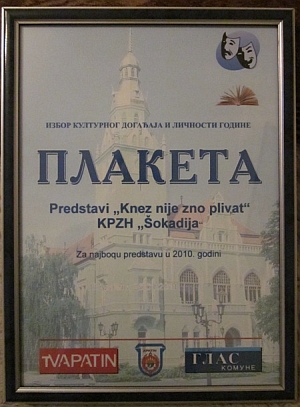 ИЗБОР КУЛТУРНОГ ДОГАЂАЈА И ЛИЧНОСТИ ГОДИНЕ
ПЛАКЕТА
Predstavi „Knez nije zno plivat“
KPZH „Šokadija“
Za najboqu predstavu u 2010. godini
tVAPATIN
ГЛАС
КОМУНЕ